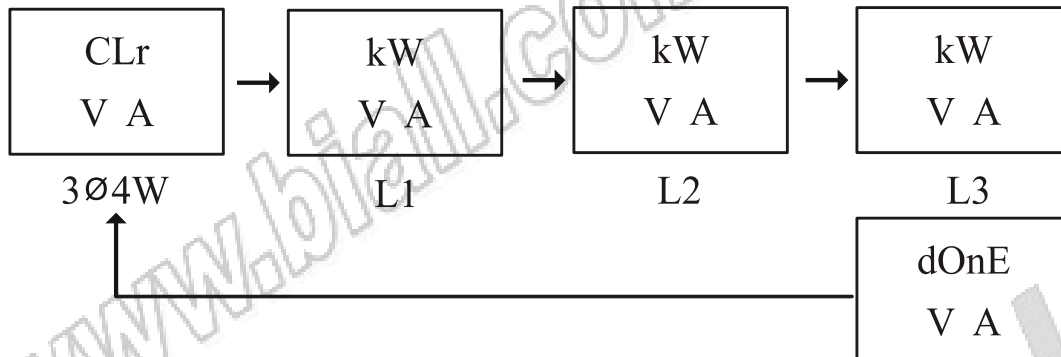 CLr
V A
3Ø4W
kW
V A
L1
kW
V A
L2
kW
V A
L3
dOnE
V A
www.biall.com